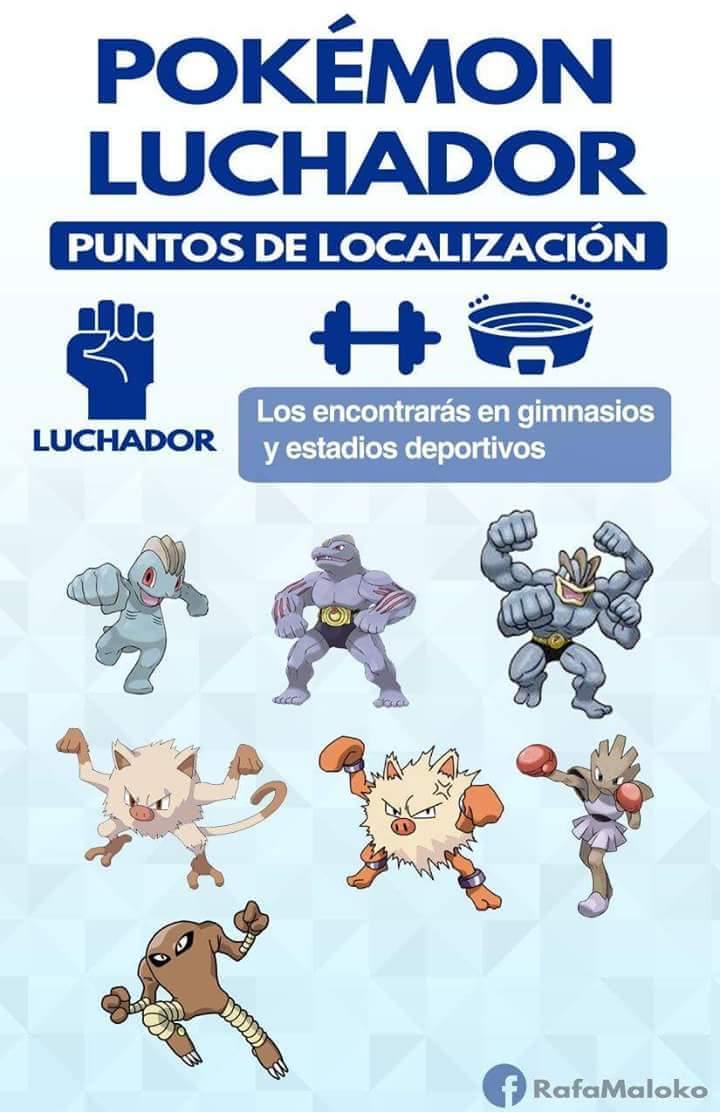 POKÉMON
LUCHADOR
PUNTOS DE LOCALIZACIÓN
LUCHADOR
Los encontrarás en gimnasios
y estadios deportivos
f RafaMaloko